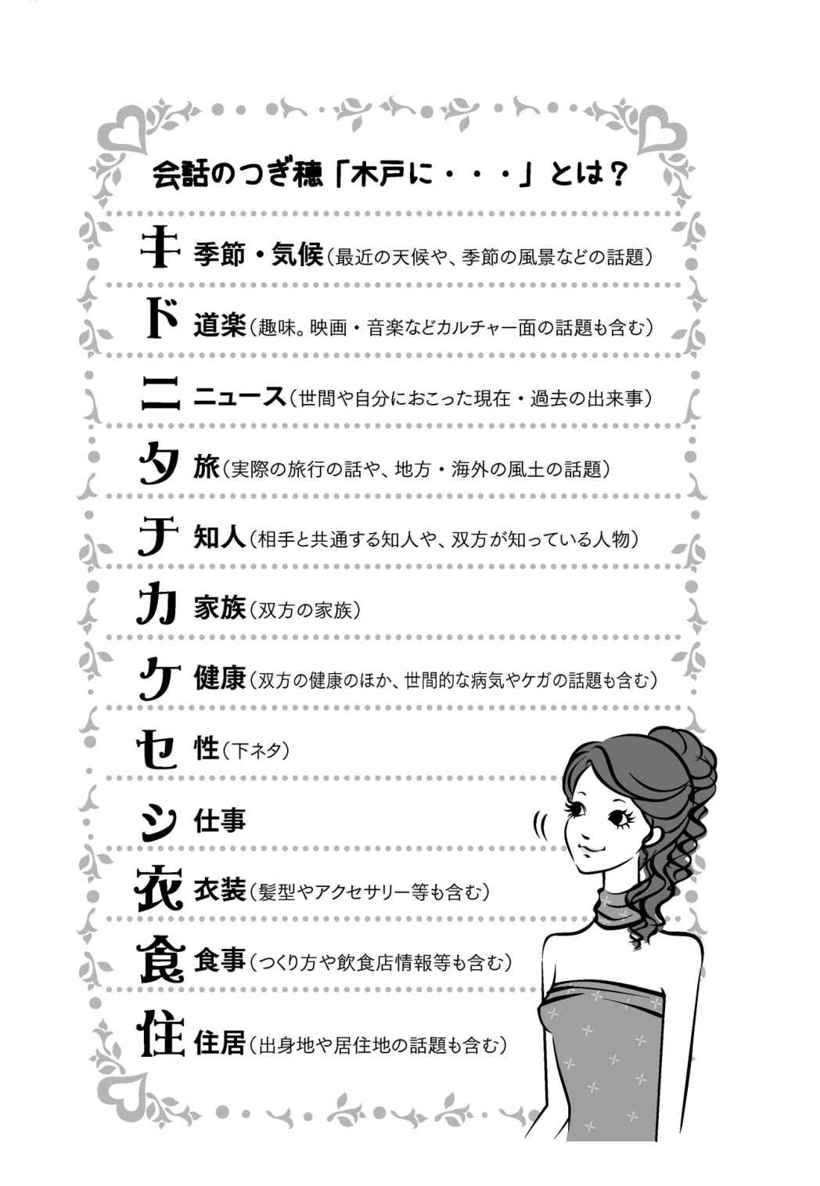 会話のつぎ穂「木戸に・・・」とは？
キ 季節・気候（最近の天候や、季節の風景などの話題）
ド 道楽（趣味。映画・音楽などカルチャー面の話題も含む）
ニ ニュース（世間や自分におこった現在・過去の出来事）
タ 旅（実際の旅行の話や、地方・海外の風土の話題）
チ 知人（相手と共通する知人や、双方が知っている人物）
カ 家族（双方の家族）
ケ 健康（双方の健康のほか、世間的な病気やケガの話題も含む）
セ 性（下ネタ）
シ 仕事
衣 衣装（髪型やアクセサリー等も含む）
食 食事（つくり方や飲食店情報等も含む）
住 住居（出身地や居住地の話題も含む）